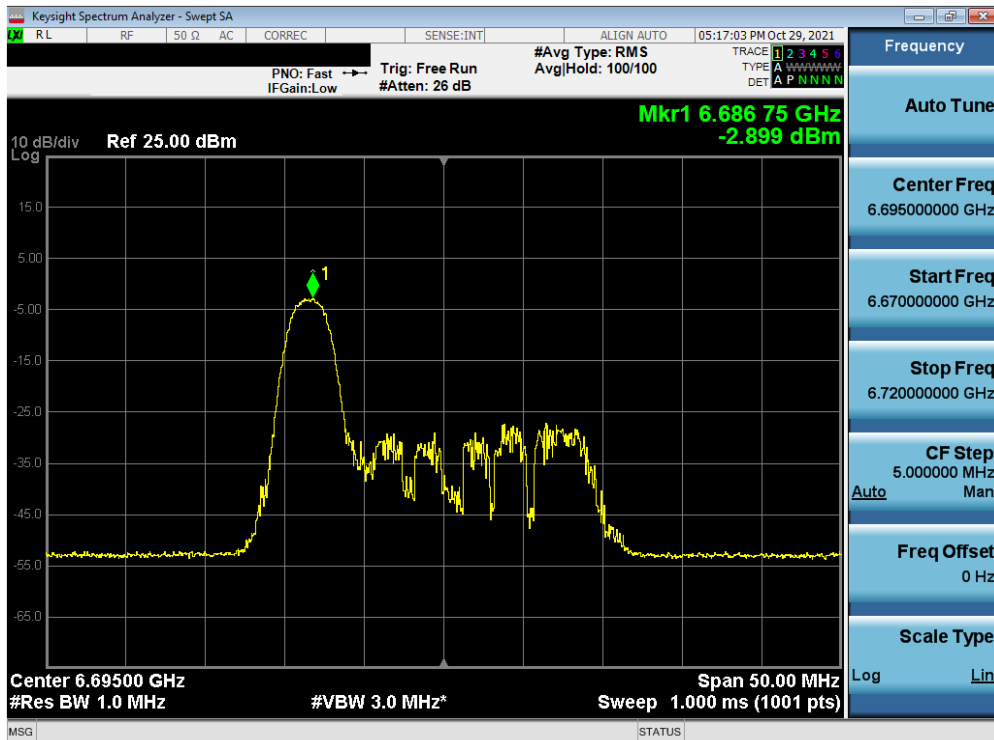 Keysight Spectrum Analyzer - Swept SA
LXI RL RF 50 Ω AC CORREC SENSE:INT ALIGN AUTO 05:17:03 PM Oct 29, 2021
PNO: Fast Trig: Free Run #Avg Type: RMS TRACE 1 2 3 4 5 6
IFGain:Low #Atten: 26 dB Avg|Hold: 100/100 TYPE A WWWWW
DET A P N N N N
Mkr1 6.686 75 GHz
-2.899 dBm
10 dB/div Ref 25.00 dBm
Log
15.0
5.00
1
-5.00
-15.0
-25.0
-35.0
-45.0
-55.0
-65.0
Center 6.69500 GHz Span 50.00 MHz
#Res BW 1.0 MHz #VBW 3.0 MHz* Sweep 1.000 ms (1001 pts)
MSG STATUS
Frequency
Auto Tune
Center Freq
6.695000000 GHz
Start Freq
6.670000000 GHz
Stop Freq
6.720000000 GHz
CF Step
5.000000 MHz
Auto Man
Freq Offset
0 Hz
Scale Type
Log Lin